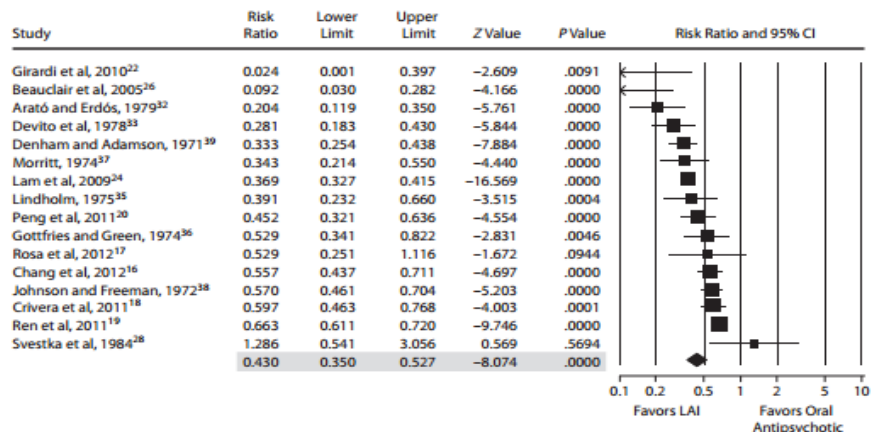 Study Risk Ratio Lower Limit Upper Limit Z Value P Value Risk Ratio and 95% CI
Girardi et al, 2010²² 0.024 0.001 0.397 −2.609 .0091
Beauclair et al, 2005²⁶ 0.092 0.030 0.282 −4.166 .0000
Arató and Erdós, 1979³² 0.204 0.119 0.350 −5.761 .0000
Devito et al, 1978³³ 0.281 0.183 0.430 −5.844 .0000
Denham and Adamson, 1971³⁹ 0.333 0.254 0.438 −7.884 .0000
Morritt, 1974³⁷ 0.343 0.214 0.550 −4.440 .0000
Lam et al, 2009²⁴ 0.369 0.327 0.415 −16.569 .0000
Lindholm, 1975³⁵ 0.391 0.232 0.660 −3.515 .0004
Peng et al, 2011²⁰ 0.452 0.321 0.636 −4.554 .0000
Gottfries and Green, 1974³⁶ 0.529 0.341 0.822 −2.831 .0046
Rosa et al, 2012¹⁷ 0.529 0.251 1.116 −1.672 .0944
Chang et al, 2012¹⁶ 0.557 0.437 0.711 −4.697 .0000
Johnson and Freeman, 1972³⁸ 0.570 0.461 0.704 −5.203 .0000
Crivera et al, 2011¹⁸ 0.597 0.463 0.768 −4.003 .0001
Ren et al, 2011¹⁹ 0.663 0.611 0.720 −9.746 .0000
Svestka et al, 1984²⁸ 1.286 0.541 3.056 0.569 .5694
0.430 0.350 0.527 −8.074 .0000
0.1 0.2 0.5 1 2 5 10
Favors LAI Favors Oral
Antipsychotic